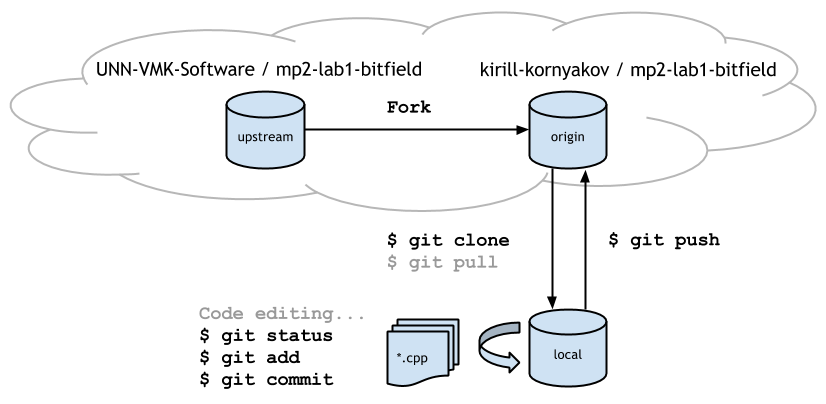 UNN-VMK-Software / mp2-lab1-bitfield
kirill-kornyakov / mp2-lab1-bitfield
upstream
Fork
origin
$ git clone
$ git pull
$ git push
Code editing...
$ git status
$ git add
$ git commit
*.cpp
local